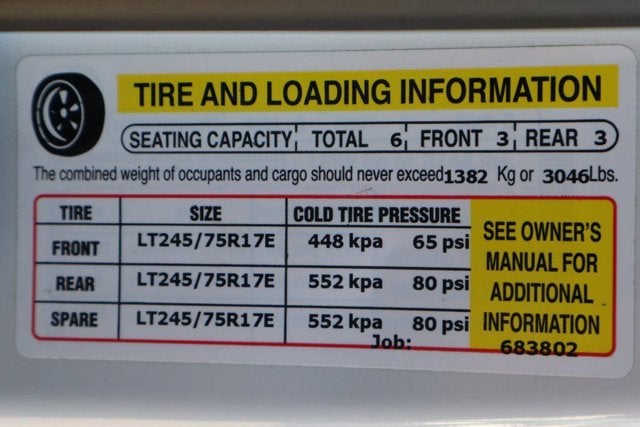 TIRE AND LOADING INFORMATION
SEATING CAPACITY TOTAL 6 FRONT 3 REAR 3
The combined weight of occupants and cargo should never exceed 1382 Kg or 3046 Lbs.
TIRE SIZE COLD TIRE PRESSURE
FRONT LT245/75R17E 448 kpa 65 psi
REAR LT245/75R17E 552 kpa 80 psi
SPARE LT245/75R17E 552 kpa 80 psi
SEE OWNER'S
MANUAL FOR
ADDITIONAL
INFORMATION
Job: 683802